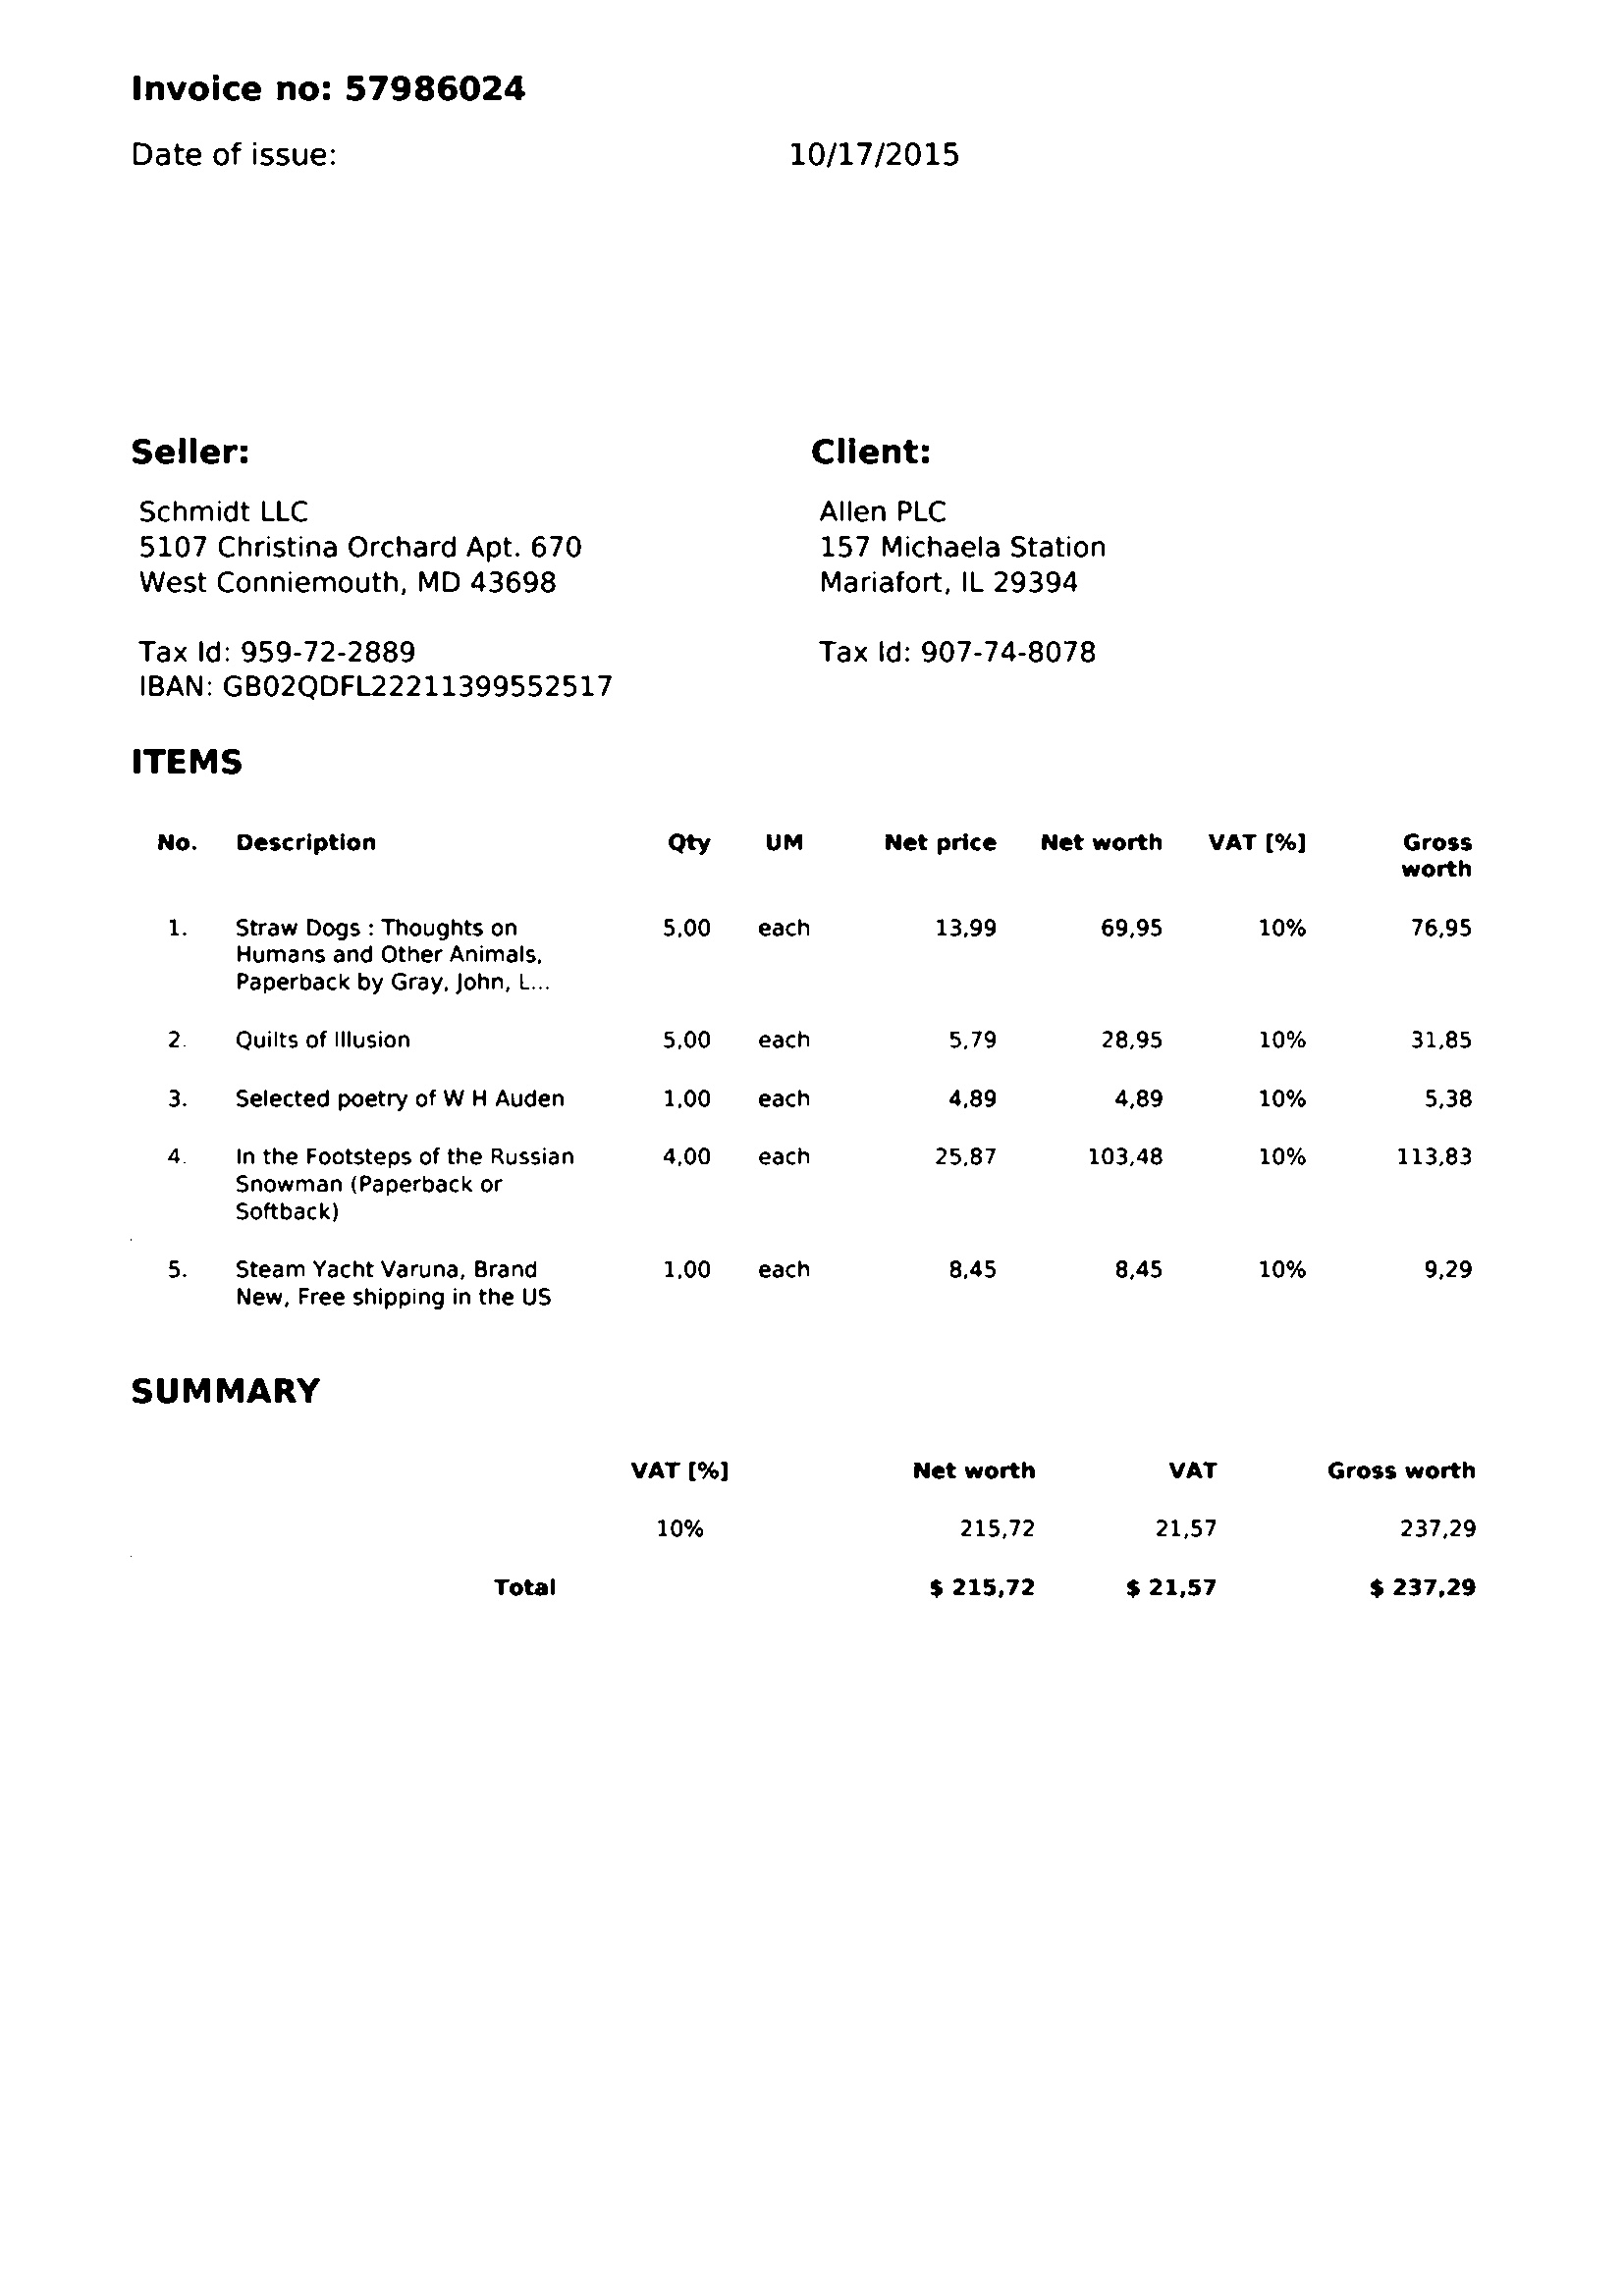 Invoice no: 57986024
Date of issue: 10/17/2015
Seller: Client:
Schmidt LLC Allen PLC
5107 Christina Orchard Apt. 670 157 Michaela Station
West Conniemouth, MD 43698 Mariafort, IL 29394
Tax Id: 959-72-2889 Tax Id: 907-74-8078
IBAN: GB02QDFL22211399552517
ITEMS
No. Description Qty UM Net price Net worth VAT [%] Gross
worth
1. Straw Dogs : Thoughts on 5,00 each 13,99 69,95 10% 76,95
Humans and Other Animals,
Paperback by Gray, John, L...
2. Quilts of Illusion 5,00 each 5,79 28,95 10% 31,85
3. Selected poetry of W H Auden 1,00 each 4,89 4,89 10% 5,38
4. In the Footsteps of the Russian 4,00 each 25,87 103,48 10% 113,83
Snowman (Paperback or
Softback)
5. Steam Yacht Varuna, Brand 1,00 each 8,45 8,45 10% 9,29
New, Free shipping in the US
SUMMARY
VAT [%] Net worth VAT Gross worth
10% 215,72 21,57 237,29
Total $ 215,72 $ 21,57 $ 237,29